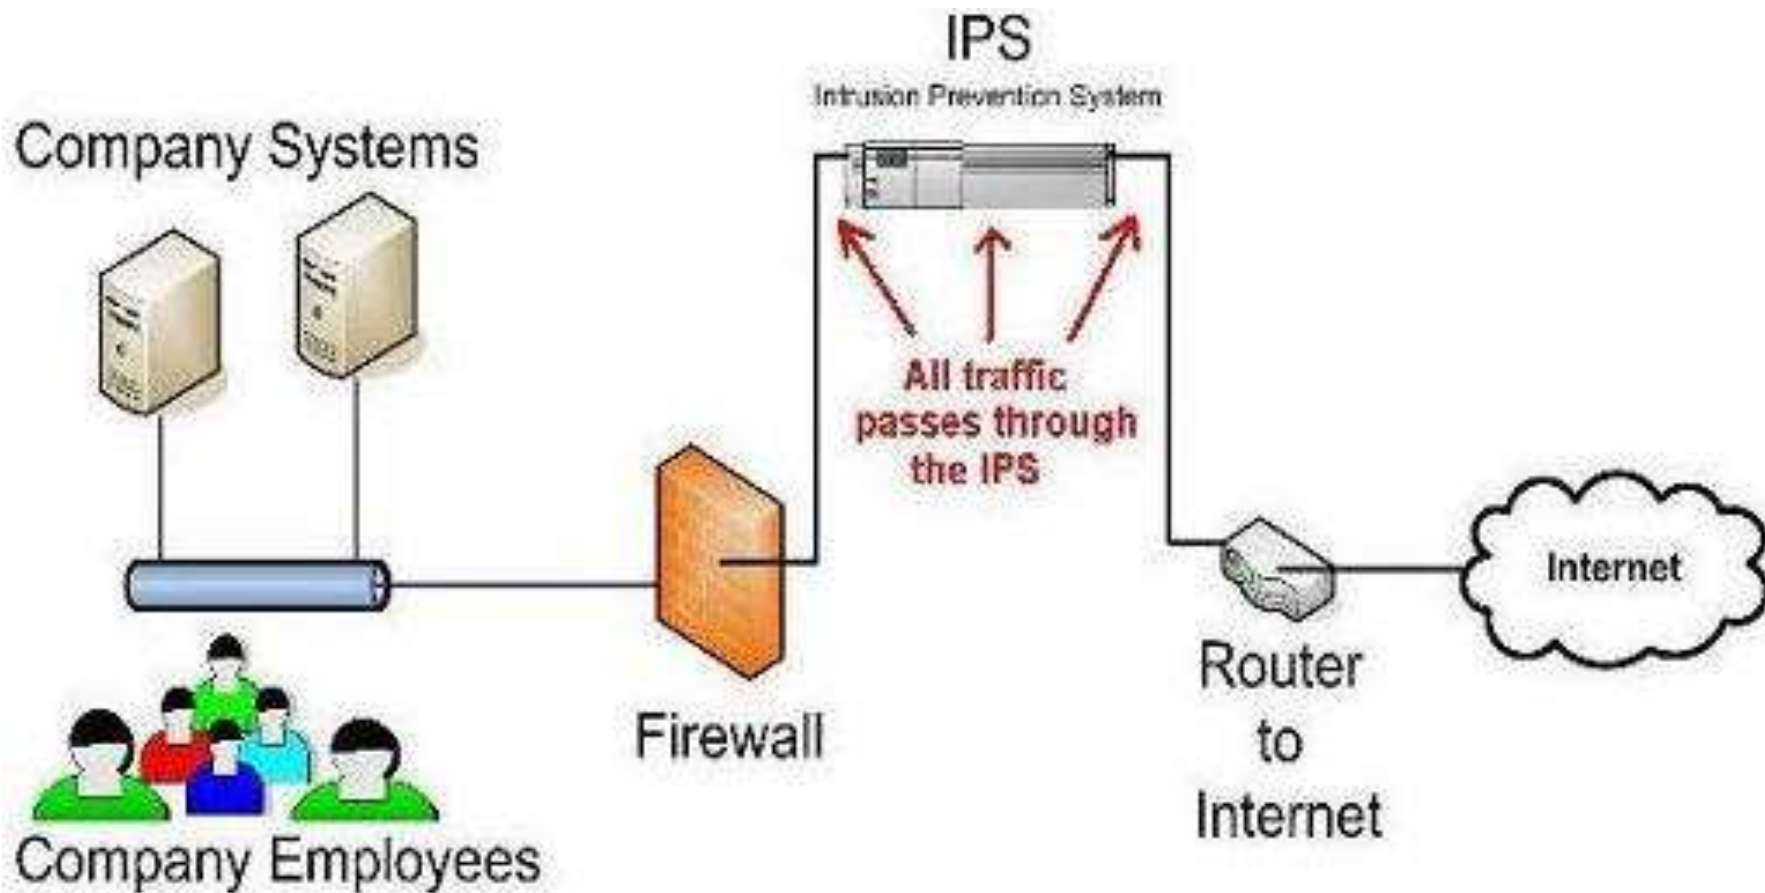 IPS
Intrusion Prevention System
Company Systems
All traffic
passes through
the IPS
Internet
Router
to
Internet
Firewall
Company Employees